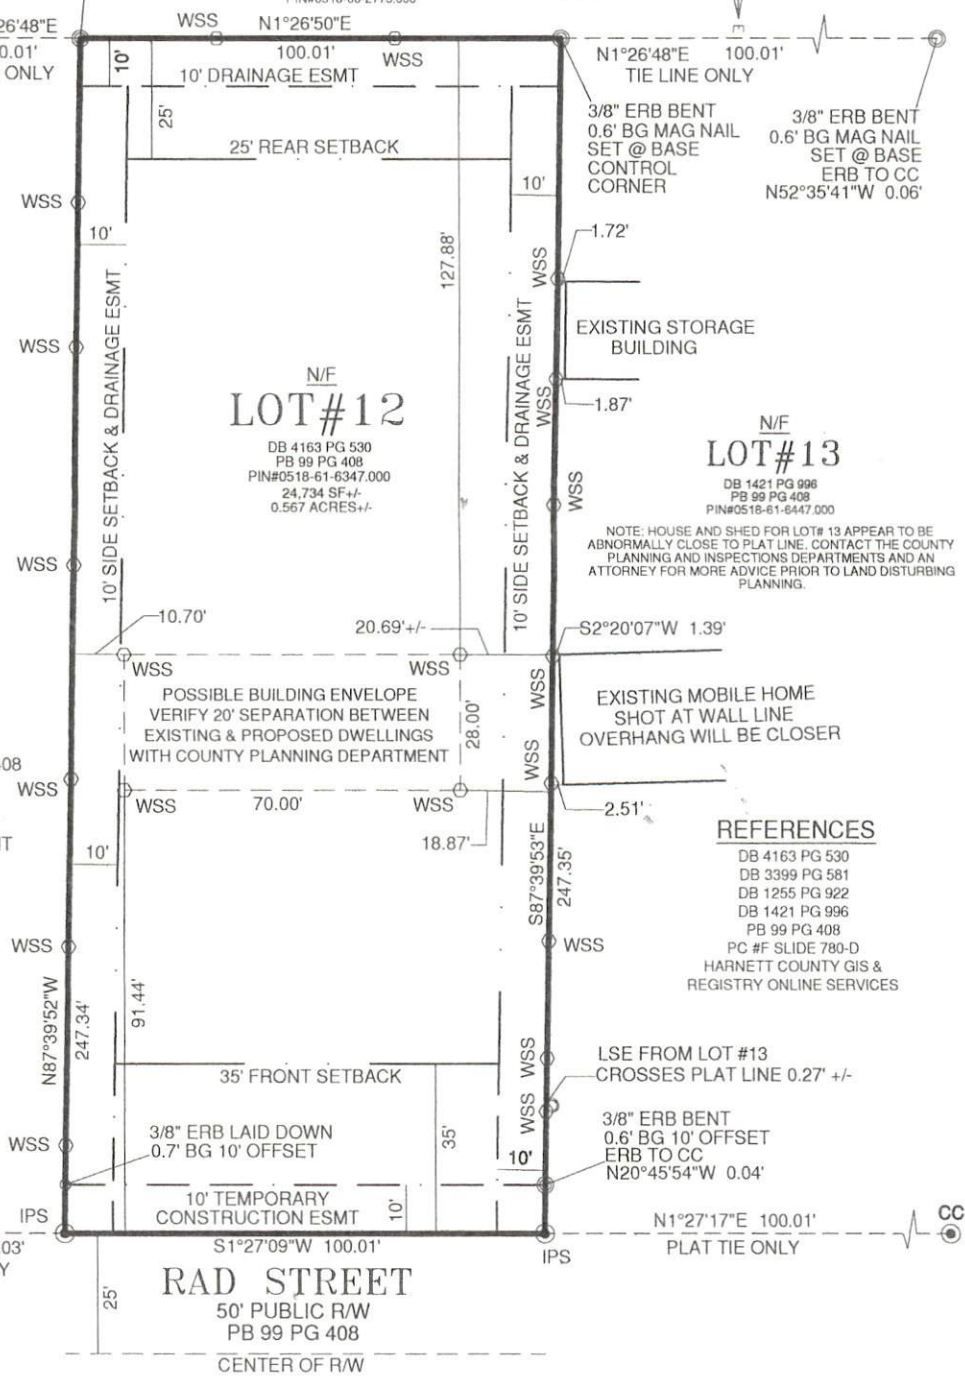 26'48"E
0.01'
ONLY
WSS
N1°26'50"E
100.01'
WSS
10'
10' DRAINAGE ESMT
25'
25' REAR SETBACK
N1°26'48"E 100.01'
TIE LINE ONLY
3/8" ERB BENT
0.6' BG MAG NAIL
SET @ BASE
CONTROL
CORNER
3/8" ERB BENT
0.6' BG MAG NAIL
SET @ BASE
ERB TO CC
N52°35'41"W 0.06'
WSS
10'
10'
127.88'
1.72'
WSS
10' SIDE SETBACK & DRAINAGE ESMT
10' SIDE SETBACK & DRAINAGE ESMT
EXISTING STORAGE
BUILDING
WSS
1.87'
WSS
N/F
LOT#12
DB 4163 PG 530
PB 99 PG 408
PIN#0518-61-6347.000
24,734 SF+/-
0.567 ACRES+/-
N/F
LOT#13
DB 1421 PG 996
PB 99 PG 408
PIN#0518-61-6447.000
NOTE: HOUSE AND SHED FOR LOT# 13 APPEAR TO BE
ABNORMALLY CLOSE TO PLAT LINE. CONTACT THE COUNTY
PLANNING AND INSPECTIONS DEPARTMENTS AND AN
ATTORNEY FOR MORE ADVICE PRIOR TO LAND DISTURBING
PLANNING.
WSS
WSS
10.70'
20.69'+/-
S2°20'07"W 1.39'
WSS
WSS
WSS
POSSIBLE BUILDING ENVELOPE
VERIFY 20' SEPARATION BETWEEN
EXISTING & PROPOSED DWELLINGS
WITH COUNTY PLANNING DEPARTMENT
28.00'
EXISTING MOBILE HOME
SHOT AT WALL LINE
OVERHANG WILL BE CLOSER
WSS
408
WSS
WSS
70.00'
WSS
2.51'
10'
18.87'
S87°39'53"E
247.35'
REFERENCES
DB 4163 PG 530
DB 3399 PG 581
DB 1255 PG 922
DB 1421 PG 996
PB 99 PG 408
PC #F SLIDE 780-D
HARNETT COUNTY GIS &
REGISTRY ONLINE SERVICES
WSS
WSS
N87°39'52"W
247.34'
91.44'
35' FRONT SETBACK
WSS
LSE FROM LOT #13
CROSSES PLAT LINE 0.27' +/-
WSS
WSS
3/8" ERB LAID DOWN
0.7' BG 10' OFFSET
35'
3/8" ERB BENT
0.6' BG 10' OFFSET
ERB TO CC
N20°45'54"W 0.04'
10'
10' TEMPORARY
CONSTRUCTION ESMT
10'
IPS
S1°27'09"W 100.01'
IPS
N1°27'17"E 100.01'
PLAT TIE ONLY
CC
.03'
25'
RAD STREET
50' PUBLIC R/W
PB 99 PG 408
CENTER OF R/W